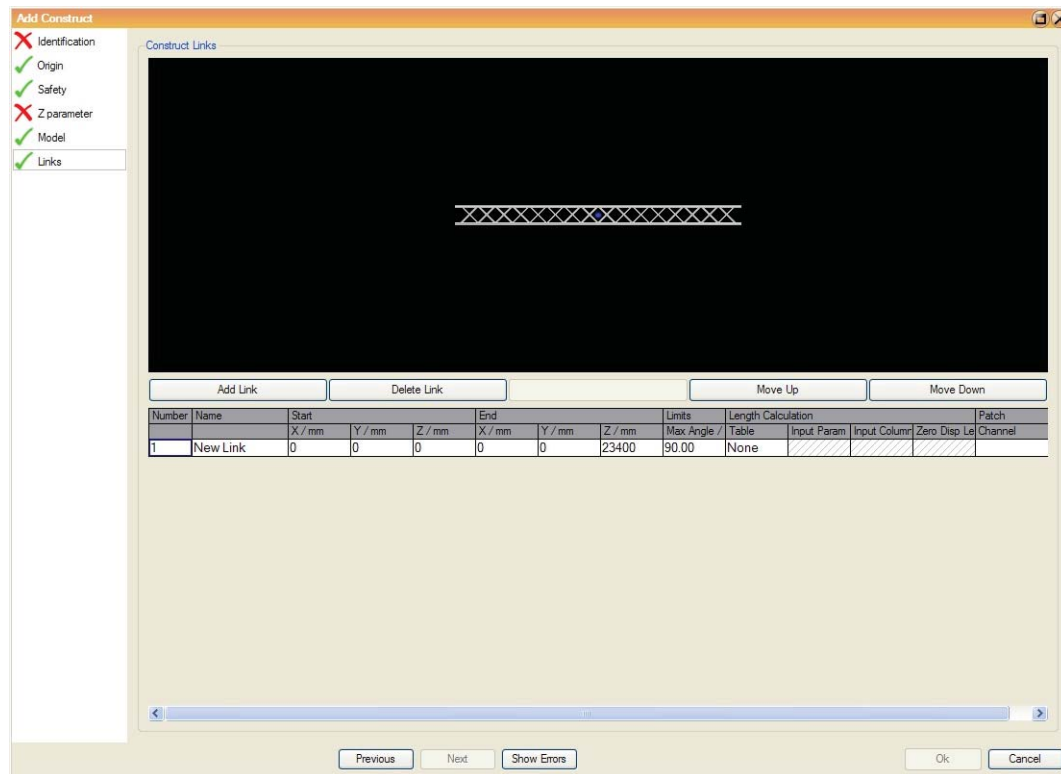 Add Construct
Identification
Origin
Safety
Z parameter
Model
Links
Construct Links
Add Link Delete Link Move Up Move Down
Number Name Start End Limits Length Calculation Patch
X / mm Y / mm Z / mm X / mm Y / mm Z / mm Max Angle / Table Input Param Input Column Zero Disp Le Channel
1 New Link 0 0 0 0 0 23400 90.00 None
Previous Next Show Errors Ok Cancel